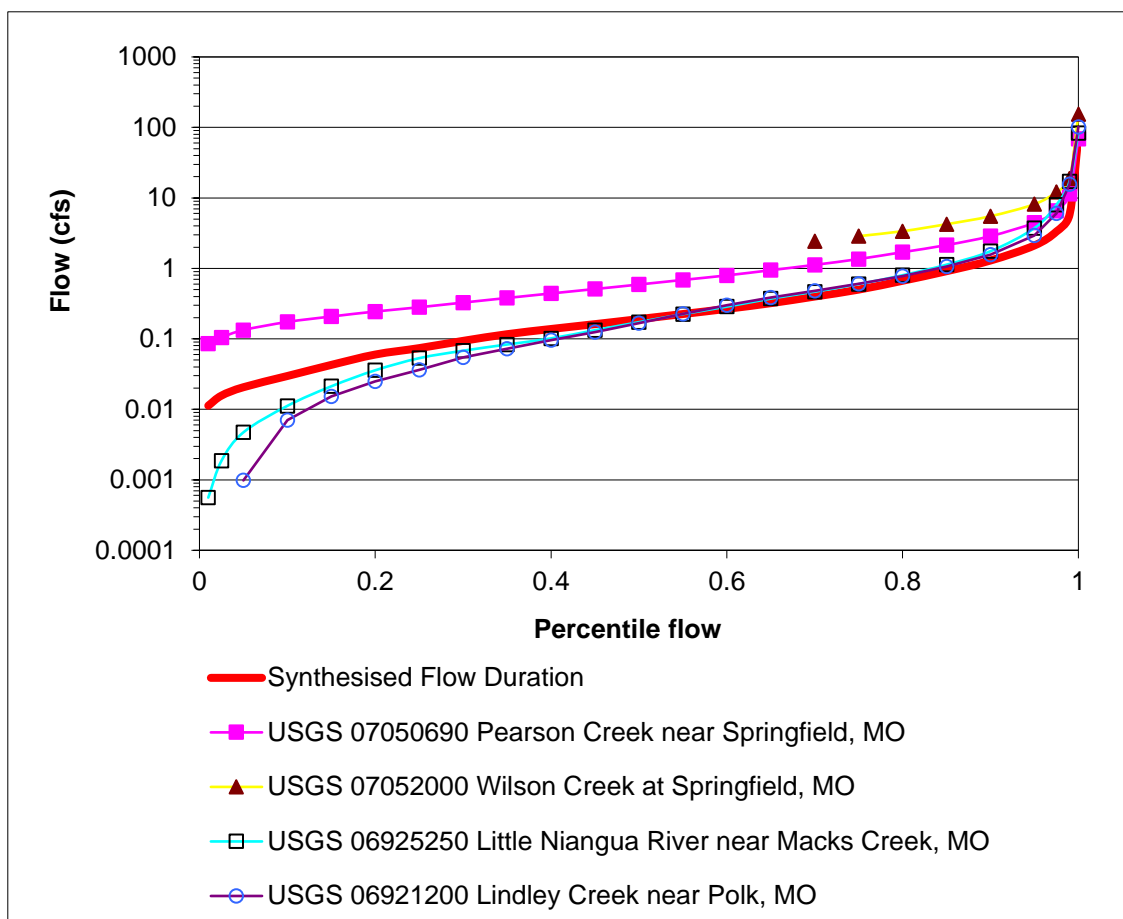 1000
100
10
1
0.1
0.01
0.001
0.0001
Flow (cfs)
0 0.2 0.4 0.6 0.8 1
Percentile flow
Synthesised Flow Duration
USGS 07050690 Pearson Creek near Springfield, MO
USGS 07052000 Wilson Creek at Springfield, MO
USGS 06925250 Little Niangua River near Macks Creek, MO
USGS 06921200 Lindley Creek near Polk, MO